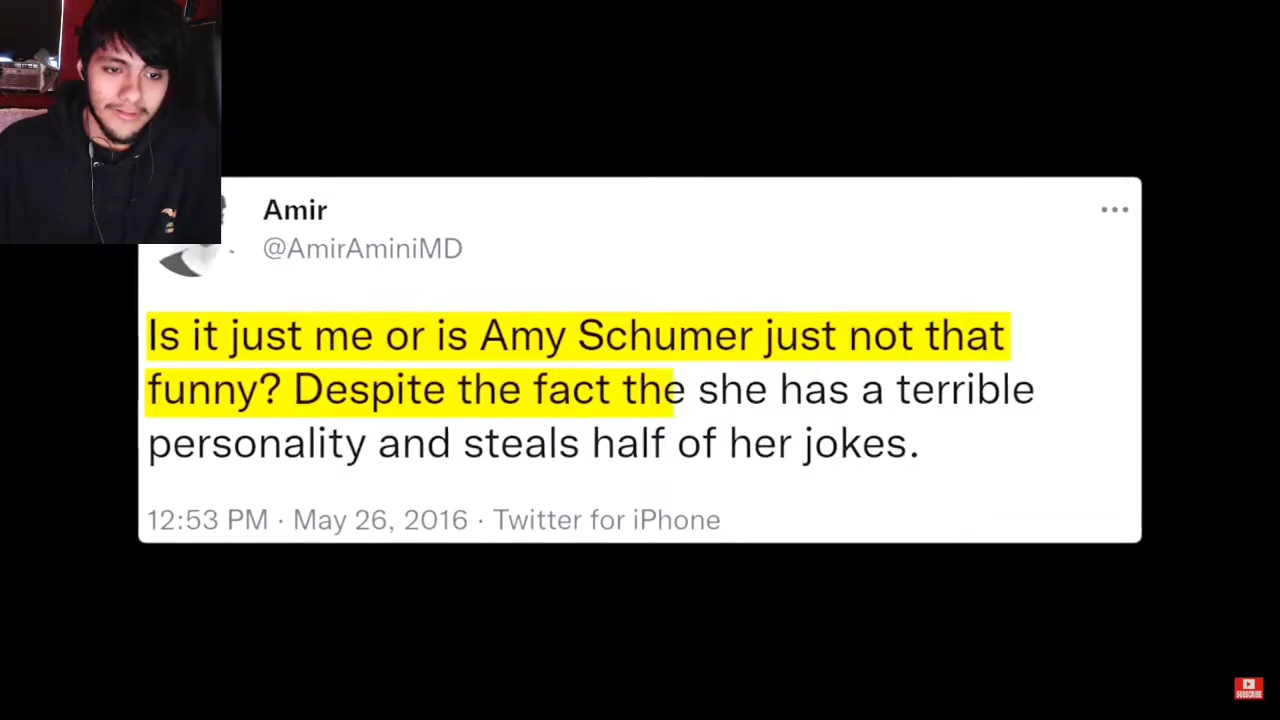 Amir
@AmirAminiMD
Is it just me or is Amy Schumer just not that
funny? Despite the fact the she has a terrible
personality and steals half of her jokes.
12:53 PM · May 26, 2016 · Twitter for iPhone
SUBSCRIBE